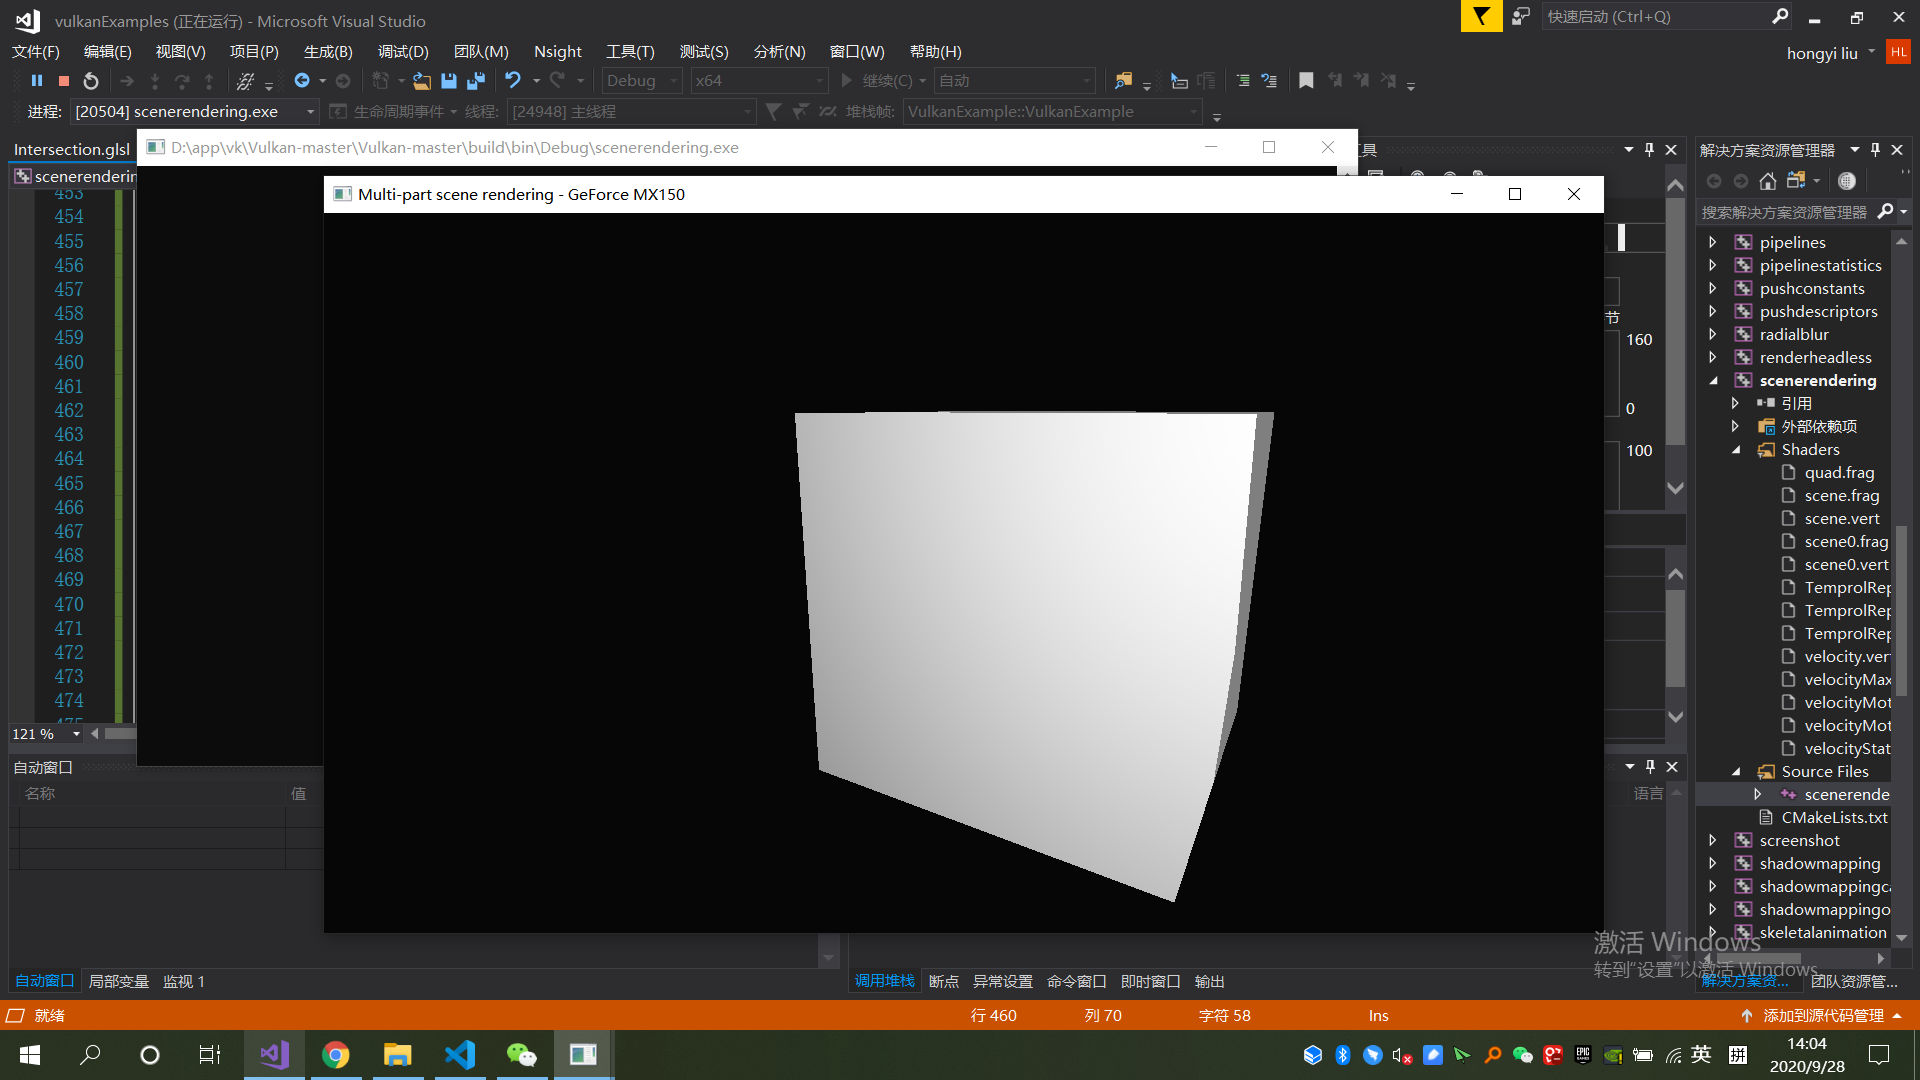 vulkanExamples (正在运行) - Microsoft Visual Studio
快速启动 (Ctrl+Q)
文件(F) 编辑(E) 视图(V) 项目(P) 生成(B) 调试(D) 团队(M) Nsight 工具(T) 测试(S) 分析(N) 窗口(W) 帮助(H)
hongyi liu HL
Debug x64 继续(C) 自动
进程: [20504] scenerendering.exe 生命周期事件 线程: [24948] 主线程 堆栈帧: VulkanExample::VulkanExample
Intersection.glsl
D:\app\vk\Vulkan-master\Vulkan-master\build\bin\Debug\scenerendering.exe
具
解决方案资源管理器
scenerenderin
Multi-part scene rendering - GeForce MX150
搜索解决方案资源管理器
453
454
455
456
457
458
459
460
461
462
463
464
465
466
467
468
469
470
471
472
473
474
475
节
160
0
100
pipelines
pipelinestatistics
pushconstants
pushdescriptors
radialblur
renderheadless
scenerendering
引用
外部依赖项
Shaders
quad.frag
scene.frag
scene.vert
scene0.frag
scene0.vert
TemprolRep
TemprolRep
TemprolRep
velocity.ver
velocityMax
velocityMot
velocityMot
velocityStat
Source Files
scenerende
CMakeLists.txt
screenshot
shadowmapping
shadowmappingca
shadowmappingo
skeletalanimation
121 %
自动窗口
名称 值
语言
激活 Windows
转到"设置"以激活 Windows
自动窗口 局部变量 监视 1
调用堆栈 断点 异常设置 命令窗口 即时窗口 输出
解决方案资... 团队资源管...
就绪 行 460 列 70 字符 58 Ins 添加到源代码管理
英 拼
14:04
2020/9/28